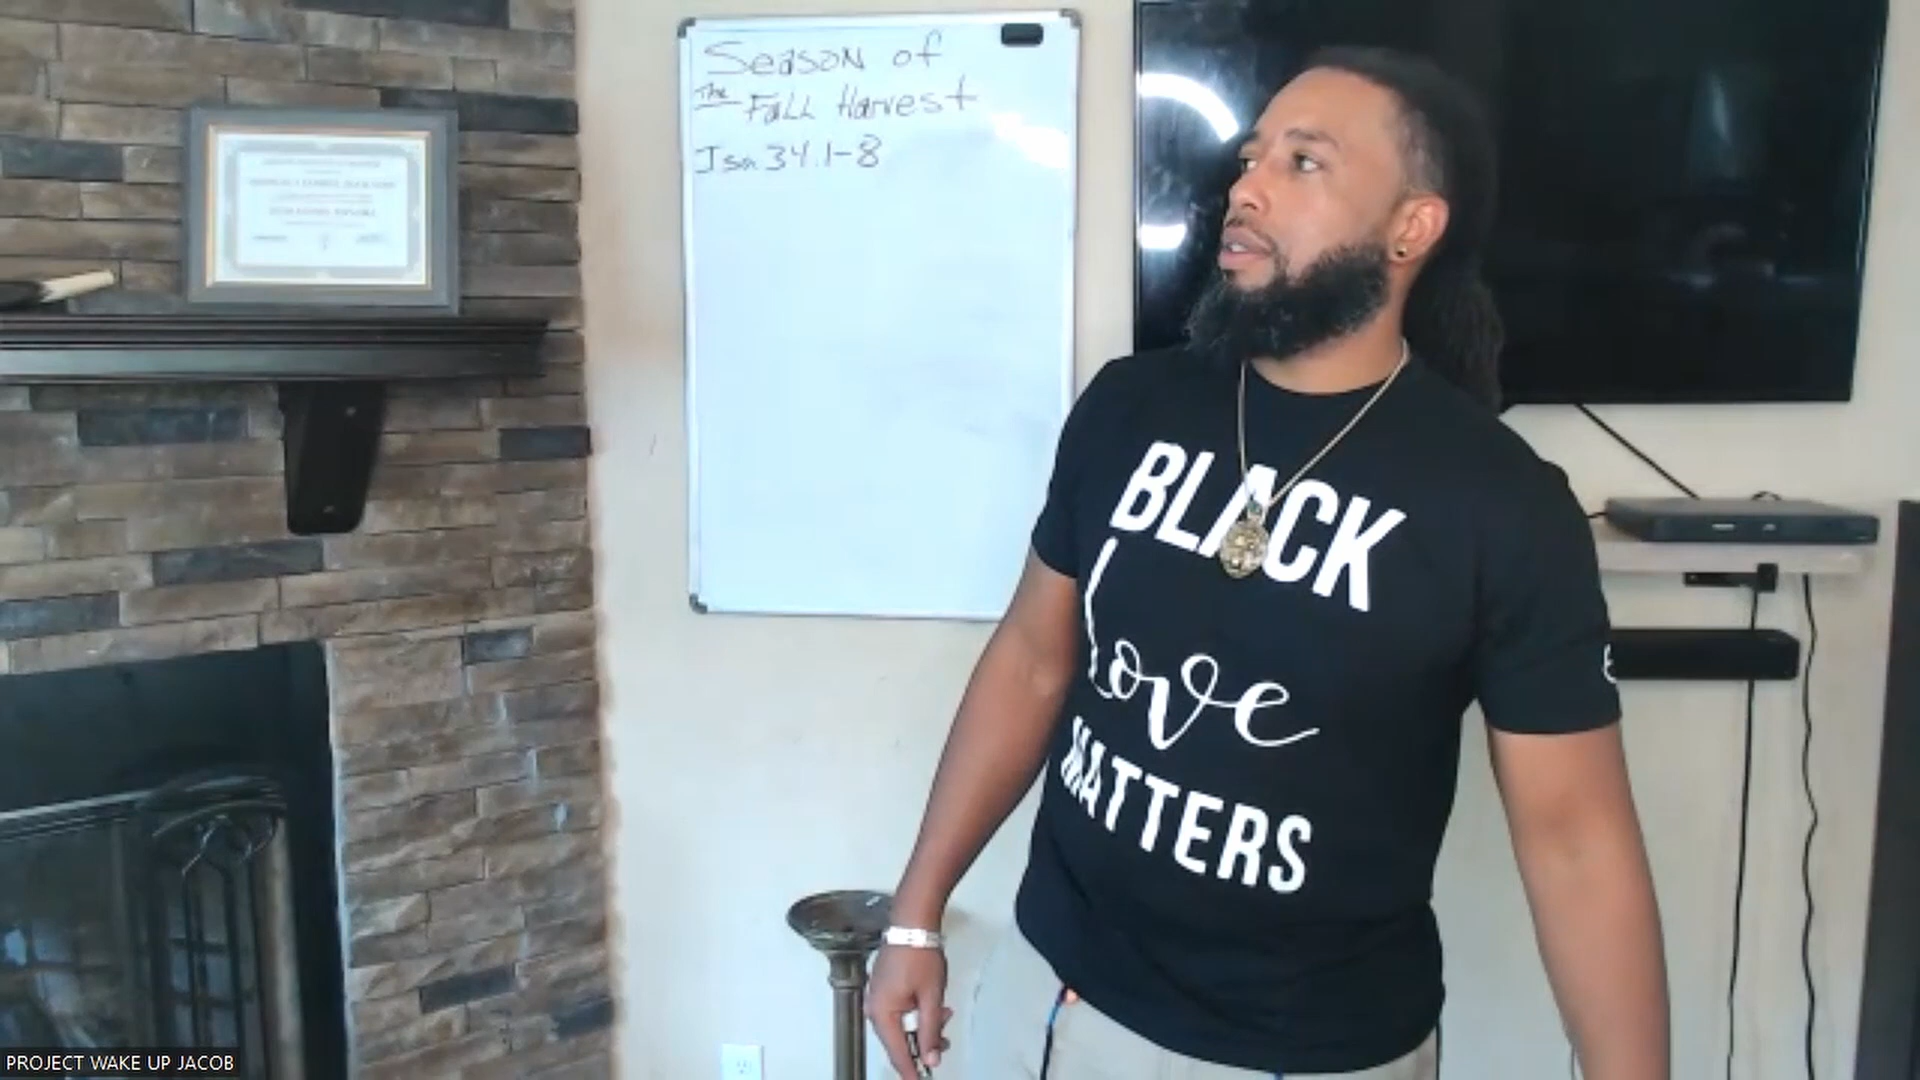 Season of
The Fall Harvest
Isa 34.1-8
BLACK
Love
MATTERS
PROJECT WAKE UP JACOB